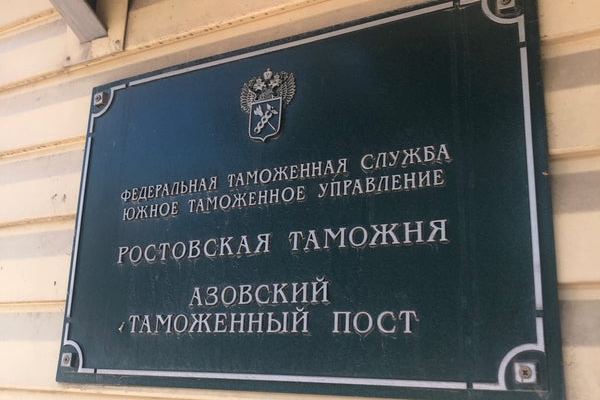 ФЕДЕРАЛЬНАЯ ТАМОЖЕННАЯ СЛУЖБА
ЮЖНОЕ ТАМОЖЕННОЕ УПРАВЛЕНИЕ
РОСТОВСКАЯ ТАМОЖНЯ
АЗОВСКИЙ
ТАМОЖЕННЫЙ ПОСТ